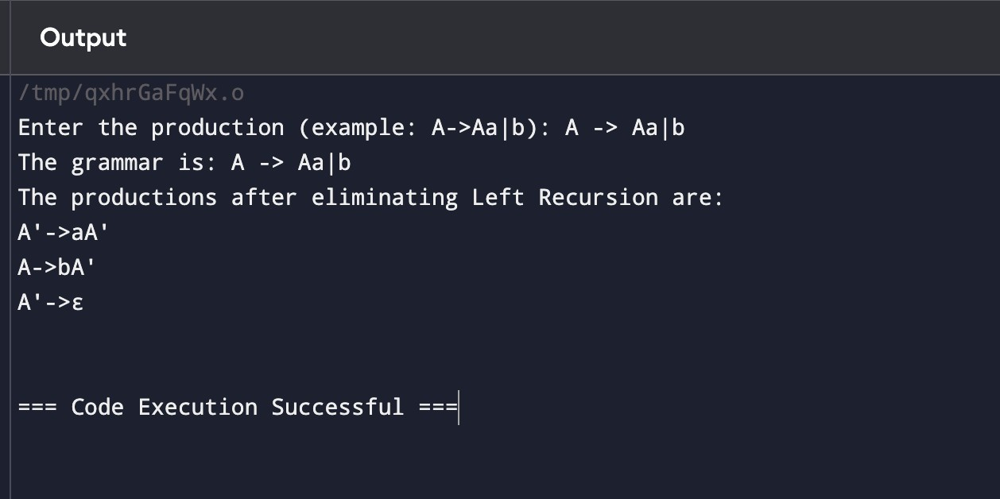 Output
/tmp/qxhrGaFqWx.o
Enter the production (example: A->Aa|b): A -> Aa|b
The grammar is: A -> Aa|b
The productions after eliminating Left Recursion are:
A'->aA'
A->bA'
A'->ε
=== Code Execution Successful ===